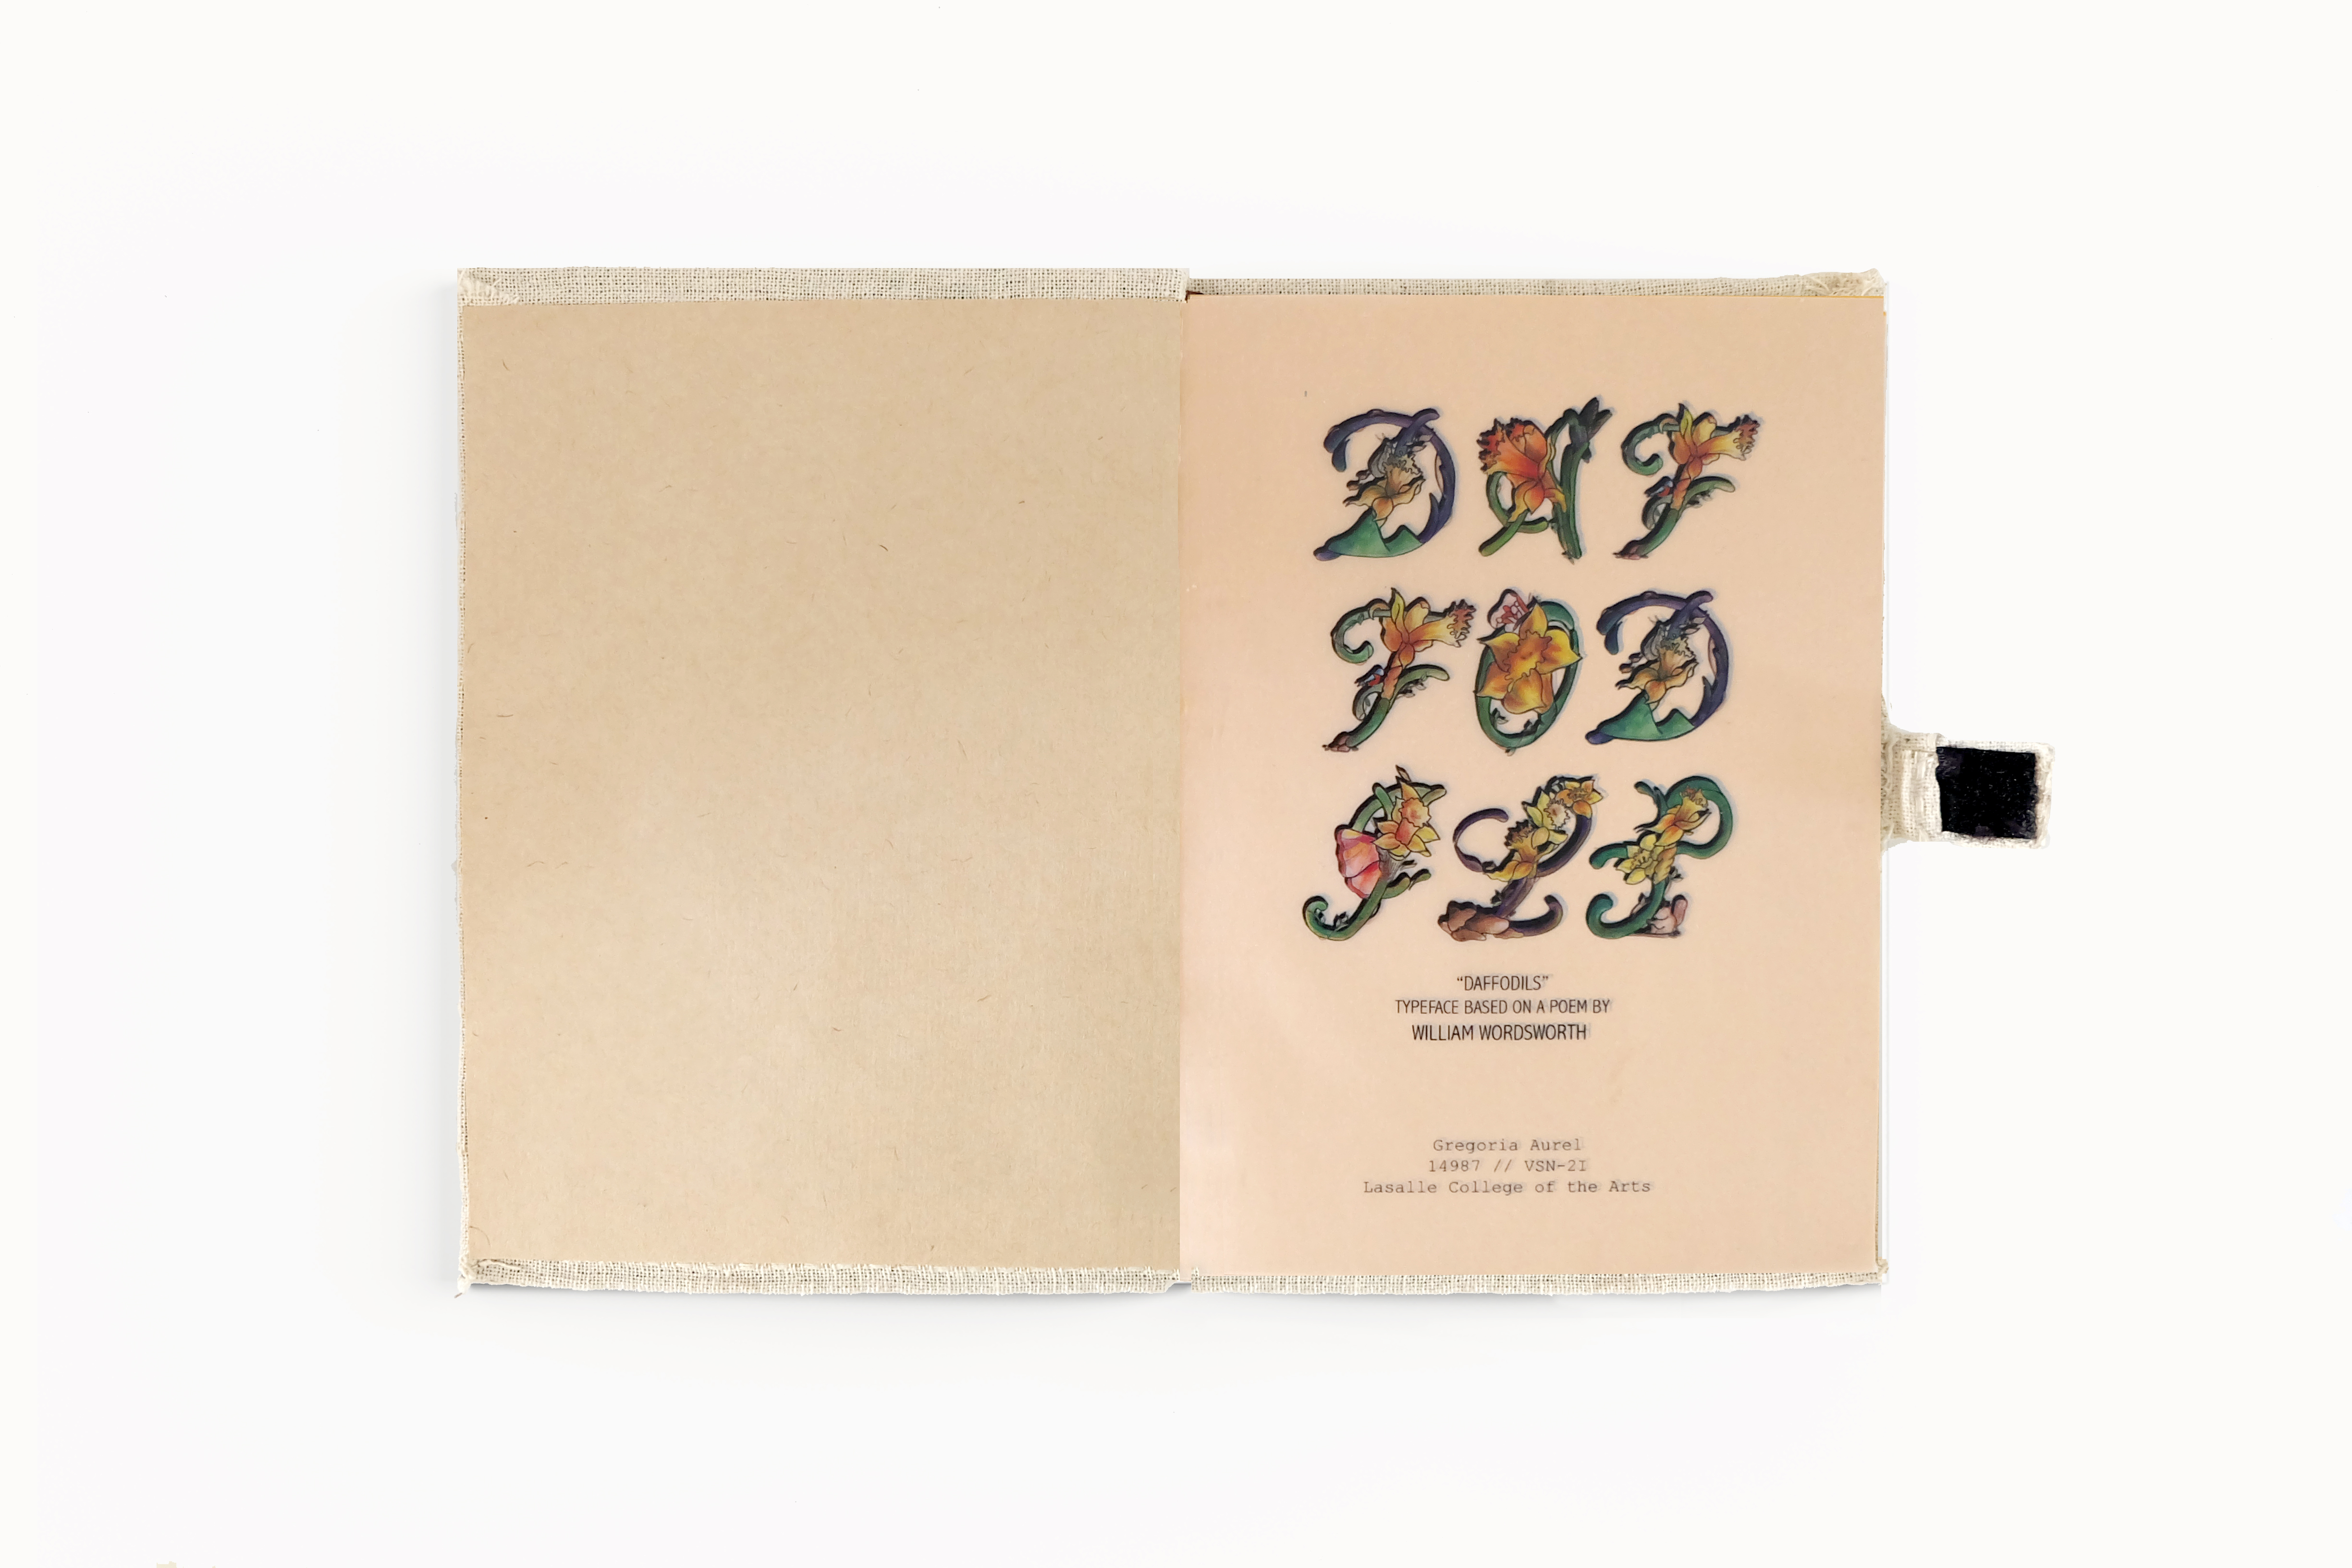 DAF
FOD
ILS
“DAFFODILS”
TYPEFACE BASED ON A POEM BY
WILLIAM WORDSWORTH
Gregoria Aurel
14987 // VSN-2I
Lasalle College of the Arts